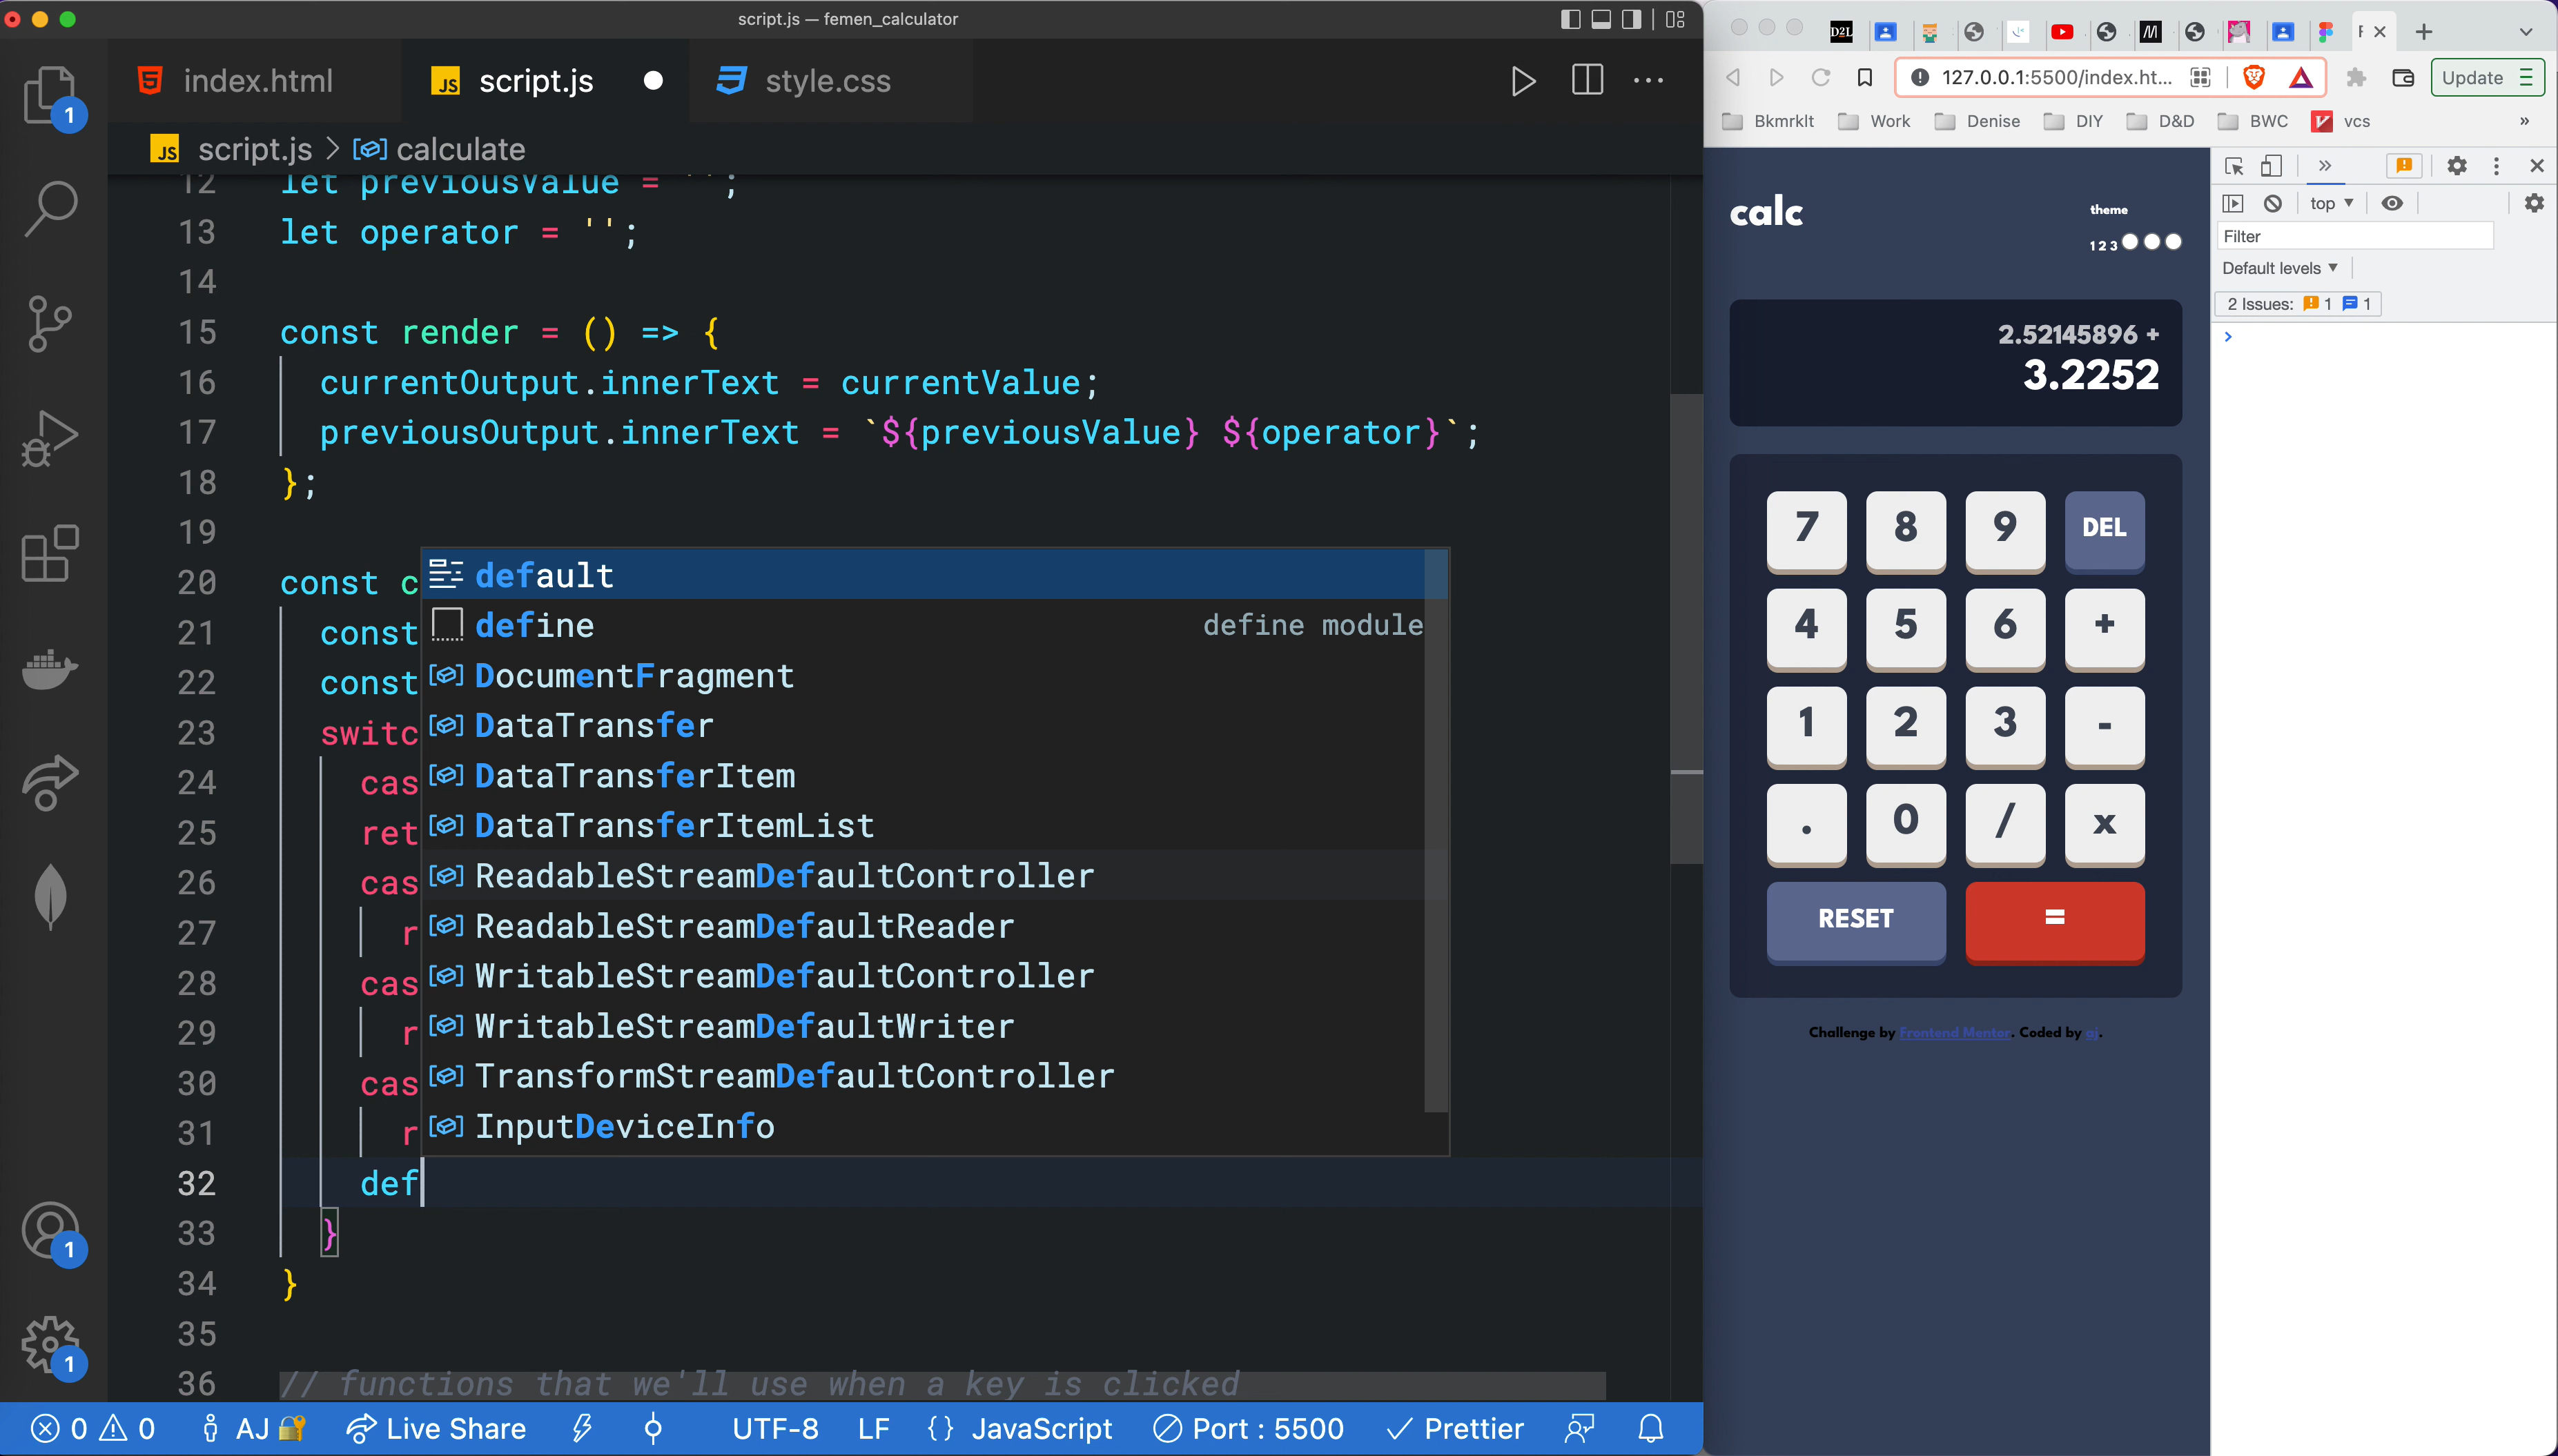 script.js — femen_calculator
index.html
script.js
style.css
script.js > calculate
12 let previousValue = '';
13 let operator = '';
14
15 const render = () => {
16 currentOutput.innerText = currentValue;
17 previousOutput.innerText = `${previousValue} ${operator}`;
18 };
19
20 const c
21 const
22 const
23 switc
24 cas
25 ret
26 cas
27 r
28 cas
29 r
30 cas
31 r
32 def
33 }
34 }
35
36 // functions that we'll use when a key is clicked
default
define define module
DocumentFragment
DataTransfer
DataTransferItem
DataTransferItemList
ReadableStreamDefaultController
ReadableStreamDefaultReader
WritableStreamDefaultController
WritableStreamDefaultWriter
TransformStreamDefaultController
InputDeviceInfo
1
1
1
0 0 AJ Live Share UTF-8 LF {} JavaScript Port : 5500 Prettier
D2L
127.0.0.1:5500/index.ht...
Update
Bkmrklt Work Denise DIY D&D BWC vcs »
calc
theme
1 2 3
2.52145896 +
3.2252
7 8 9 DEL
4 5 6 +
1 2 3 -
. 0 / x
RESET =
Challenge by Frontend Mentor. Coded by aj.
top
Filter
Default levels
2 Issues: 1 1